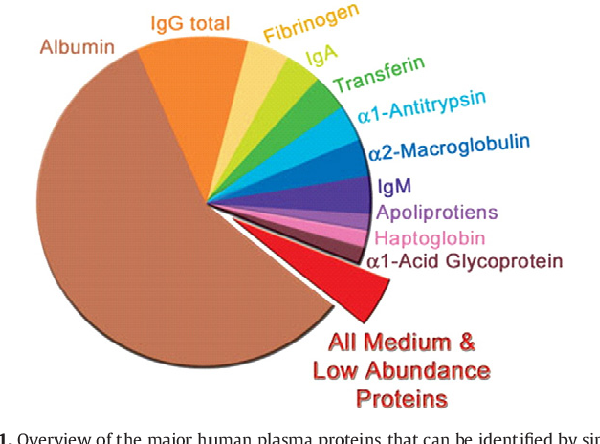 IgG total
Fibrinogen
Albumin
IgA
Transferin
α1-Antitrypsin
α2-Macroglobulin
IgM
Apoliprotiens
Haptoglobin
α1-Acid Glycoprotein
All Medium &
Low Abundance
Proteins
1. Overview of the major human plasma proteins that can be identified by